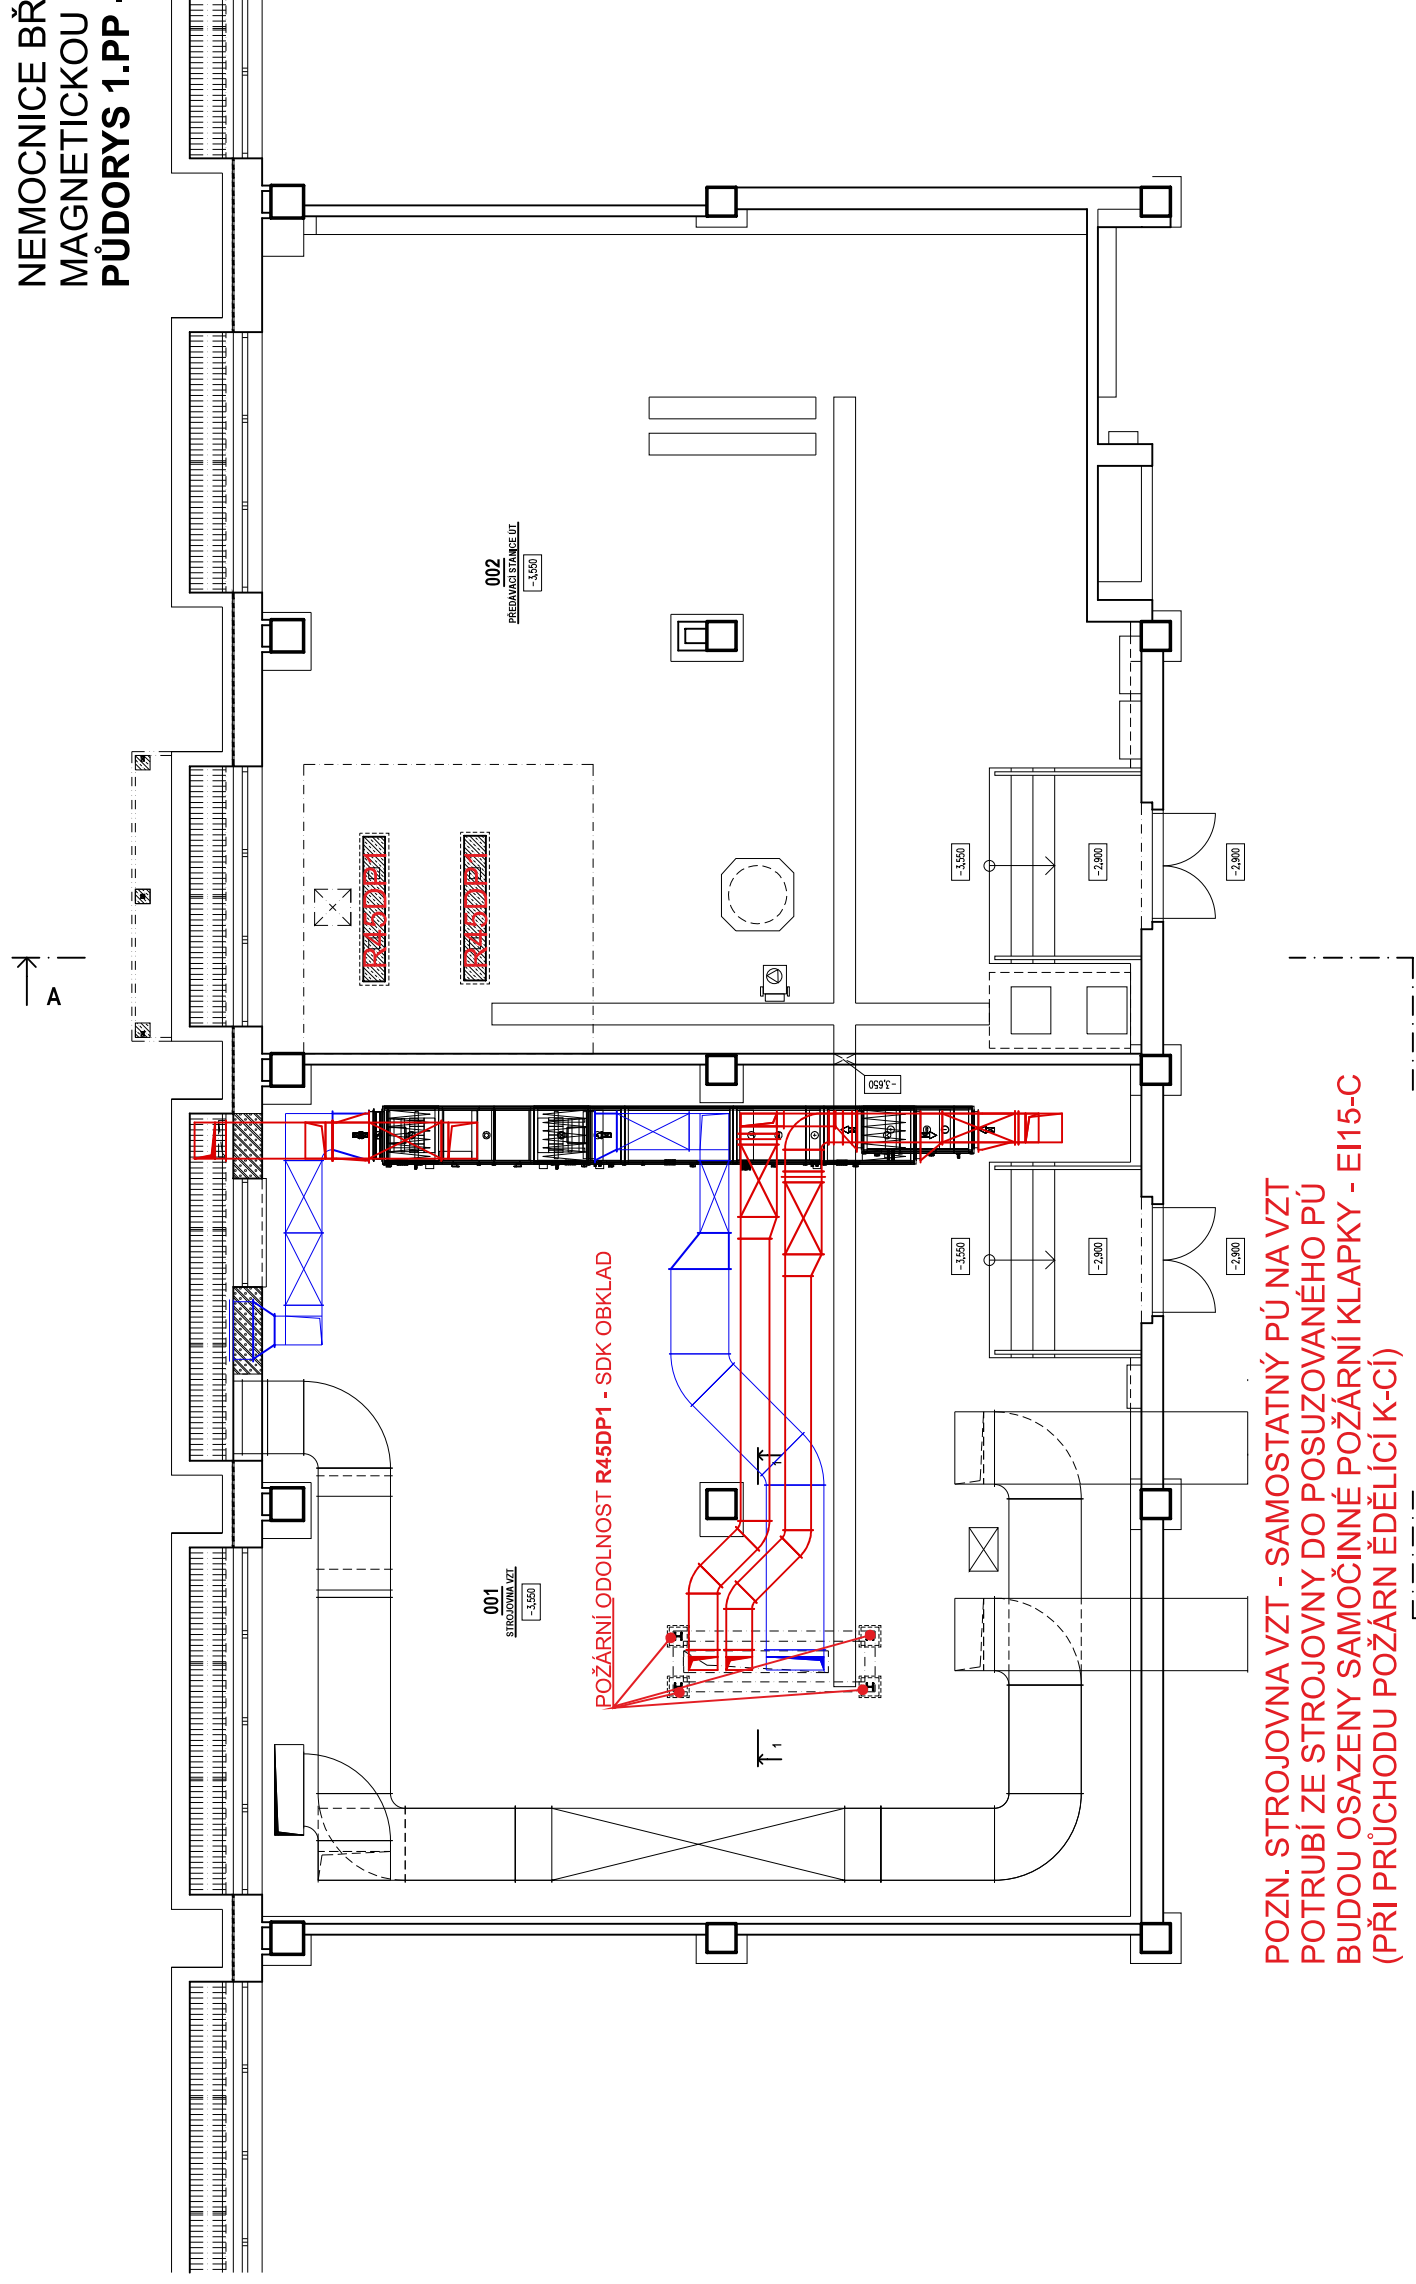 NEMOCNICE BŘ
MAGNETICKOU
PŮDORYS 1.PP -
A
002
PŘEDÁVACÍ STANICE ÚT
-3,550
R45DP1
R45DP1
-3,550
-2,900
-2,900
-3,650
-3,550
-2,900
-2,900
POŽÁRNÍ ODOLNOST R45DP1 - SDK OBKLAD
001
STROJOVNA VZT
-3,550
1
1
POZN. STROJOVNA VZT - SAMOSTATNÝ PÚ NA VZT
POTRUBÍ ZE STROJOVNY DO POSUZOVANÉHO PÚ
BUDOU OSAZENY SAMOČINNÉ POŽÁRNÍ KLAPKY - EI15-C
(PŘI PRŮCHODU POŽÁRN ĚDĚLÍCÍ K-CÍ)